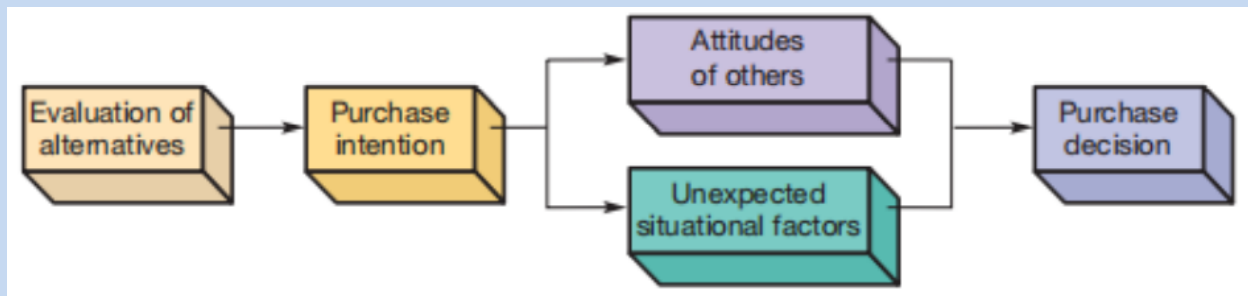 Evaluation of
alternatives
Purchase
intention
Attitudes
of others
Unexpected
situational factors
Purchase
decision